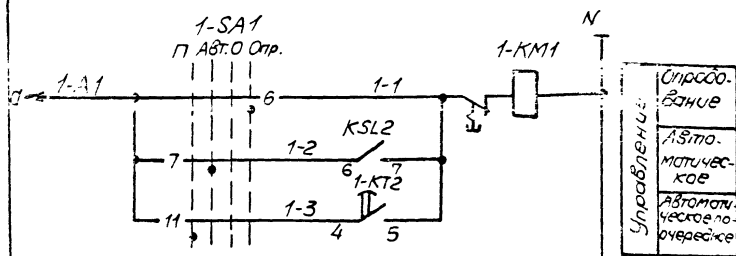 1-SA1
П АВТ. О Опр.
1-КМ1
N
1-А1
6
1-1
7
1-2
KSL2
6
7
1-КТ2
11
1-3
4
5
Управление
Опробо-
вание
Авто-
матичес-
кое
Автомати-
ческое по-
очередное